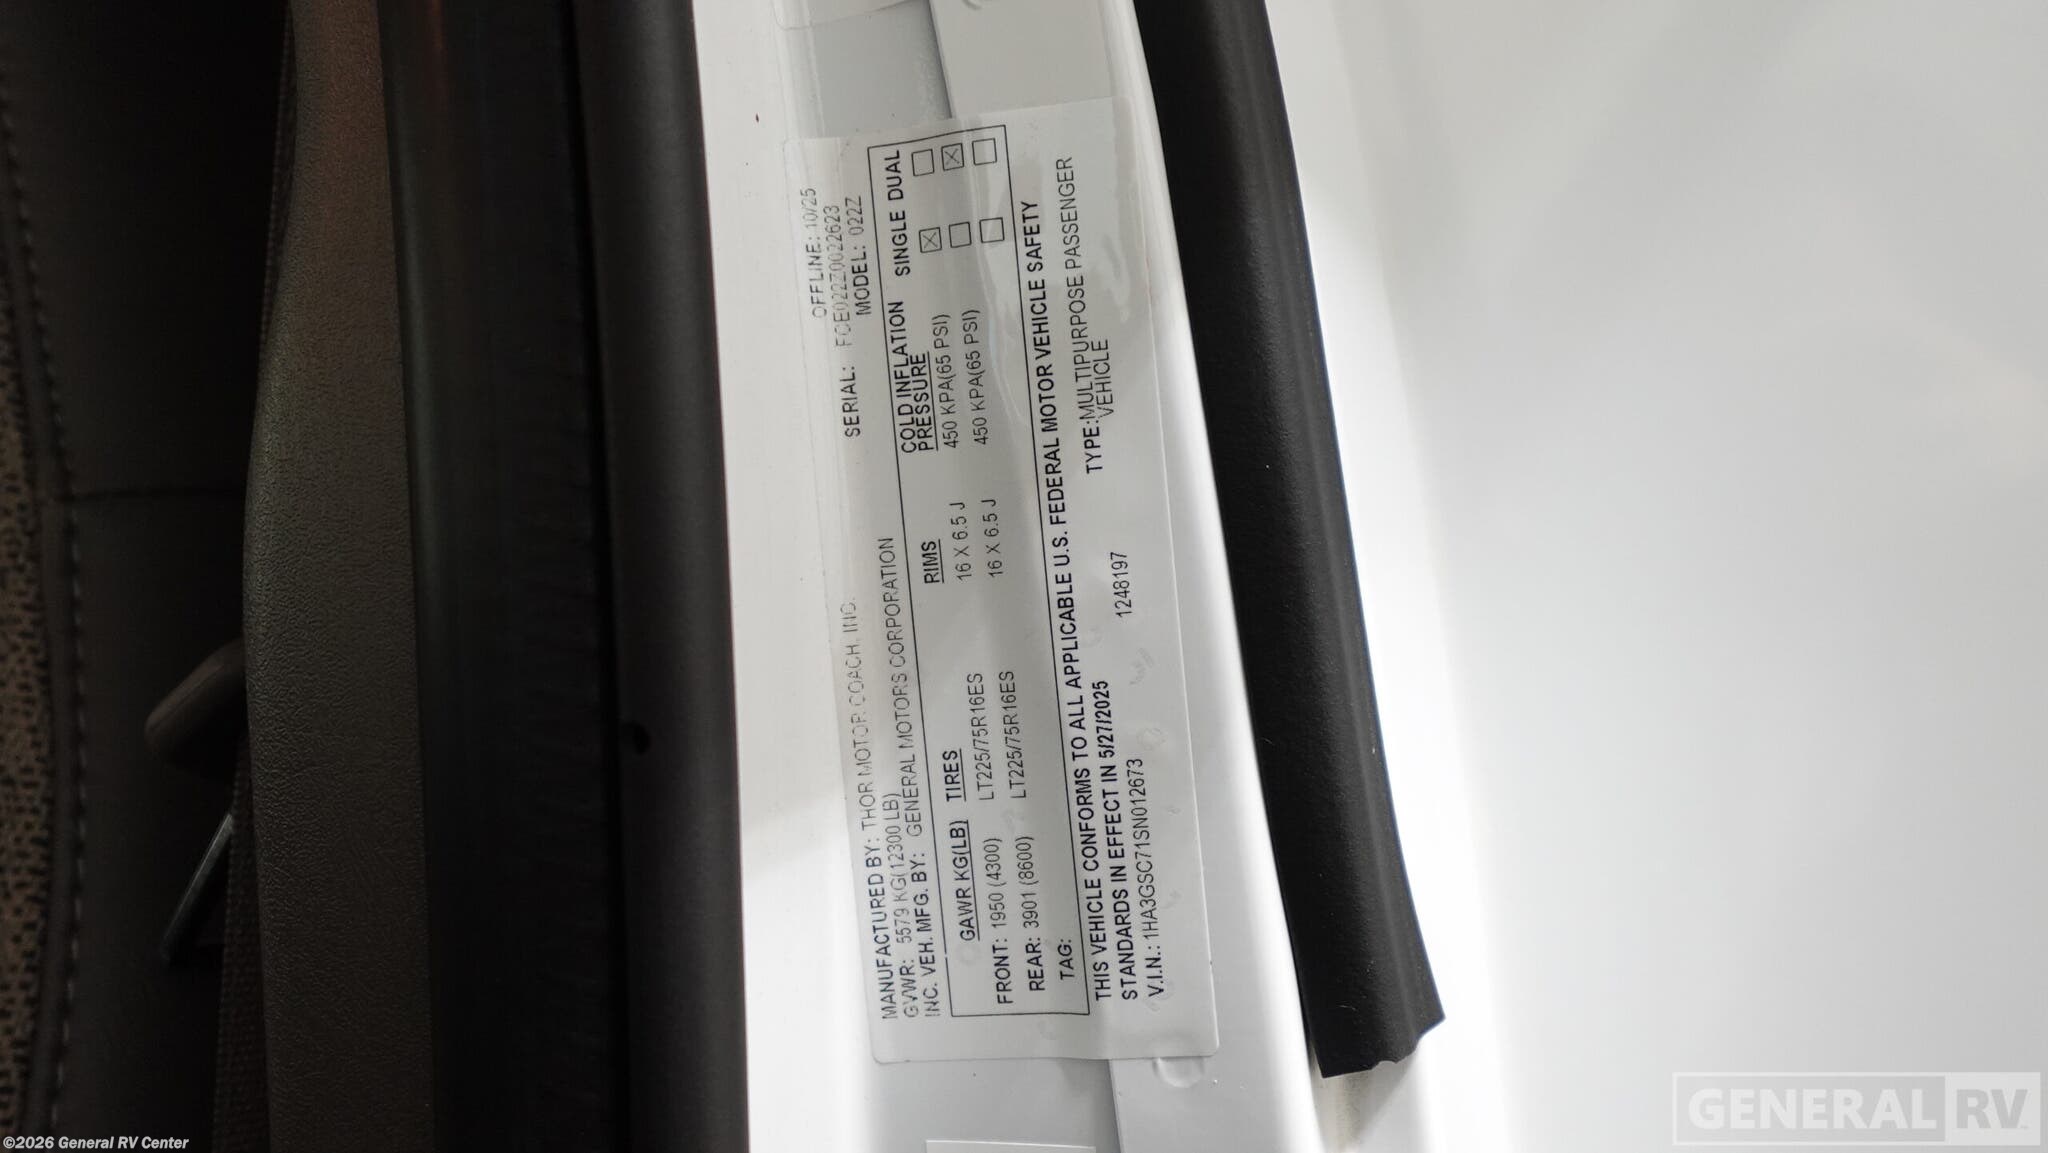 OFFLINE: 10/25
SERIAL: FCE022Z0022623
MODEL: 022Z
MANUFACTURED BY: THOR MOTOR COACH, INC.
GVWR: 5579 KG( 12300 LB)
INC. VEH. MFG. BY: GENERAL MOTORS CORPORATION
GAWR KG(LB) TIRES RIMS COLD INFLATION PRESSURE SINGLE DUAL
FRONT: 1950 (4300) LT225/75R16ES 16 X 6.5 J 450 KPA(65 PSI)
REAR: 3901 (8600) LT225/75R16ES 16 X 6.5 J 450 KPA(65 PSI)
TAG:
THIS VEHICLE CONFORMS TO ALL APPLICABLE U.S. FEDERAL MOTOR VEHICLE SAFETY
STANDARDS IN EFFECT IN 5/27/2025
TYPE:MULTIPURPOSE PASSENGER
VEHICLE
V.I.N.: 1HA3GSC71SN012673 1248197
GENERAL RV
©2026 General RV Center